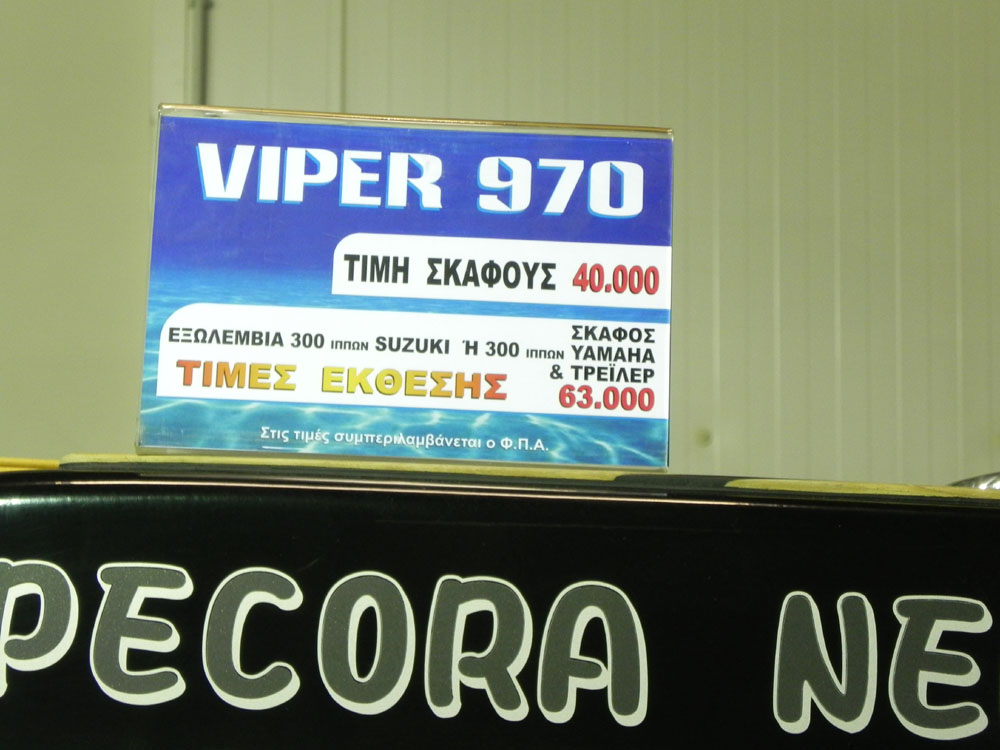 VIPER 970
ΤΙΜΗ ΣΚΑΦΟΥΣ 40.000
ΕΞΩΛΕΜΒΙΑ 300 ιππων SUZUKI Ή 300 ιππων YAMAHA
ΣΚΑΦΟΣ
& ΤΡΕΪΛΕΡ
ΤΙΜΕΣ ΕΚΘΕΣΗΣ 63.000
Στις τιμές συμπεριλαμβάνεται ο Φ.Π.Α.
PECORA NE